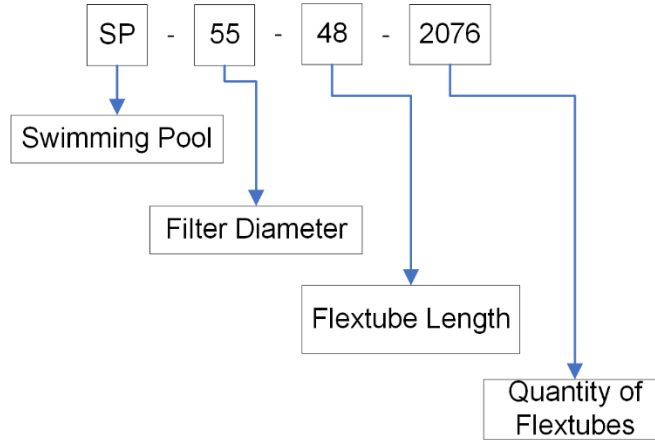 SP - 55 - 48 - 2076
Swimming Pool
Filter Diameter
Flextube Length
Quantity of
Flextubes